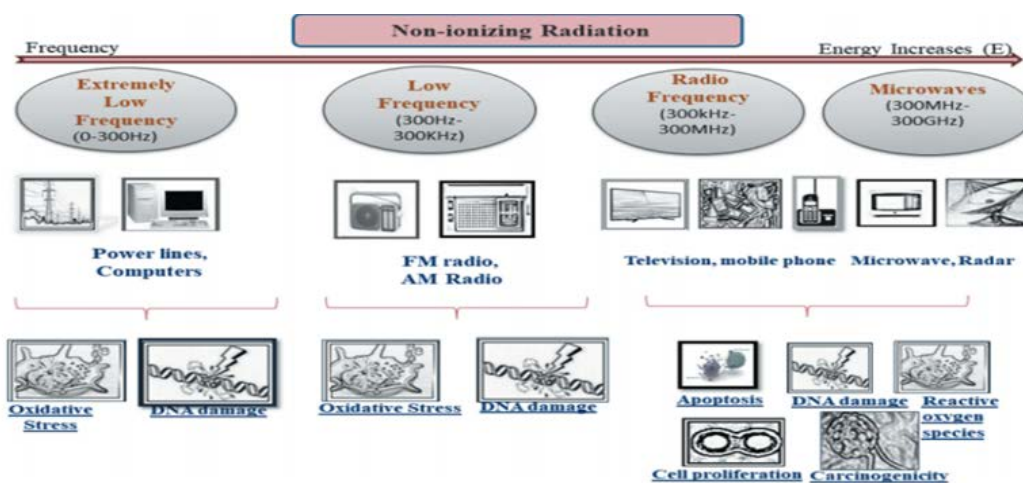 Non-ionizing Radiation
Frequency
Energy Increases (E)
Extremely
Low
Frequency
(0-300Hz)
Low
Frequency
(300Hz-
300KHz)
Radio
Frequency
(300kHz-
300MHz)
Microwaves
(300MHz-
300GHz)
Power lines,
Computers
FM radio,
AM Radio
Television, mobile phone
Microwave, Radar
Oxidative
Stress
DNA damage
Oxidative Stress
DNA damage
Apoptosis
DNA damage
Reactive
oxygen
species
Cell proliferation
Carcinogenicity